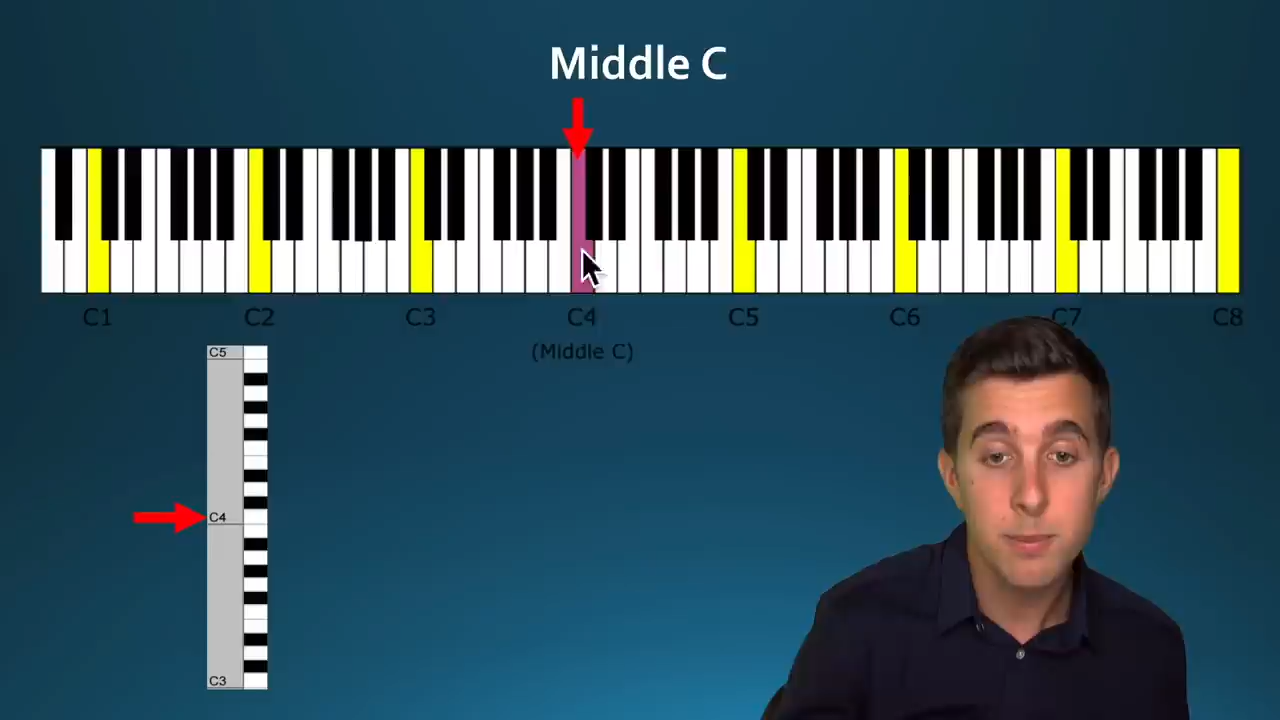 Middle C
C1 C2 C3 C4 C5 C6 C7 C8
(Middle C)
C5
C4
C3